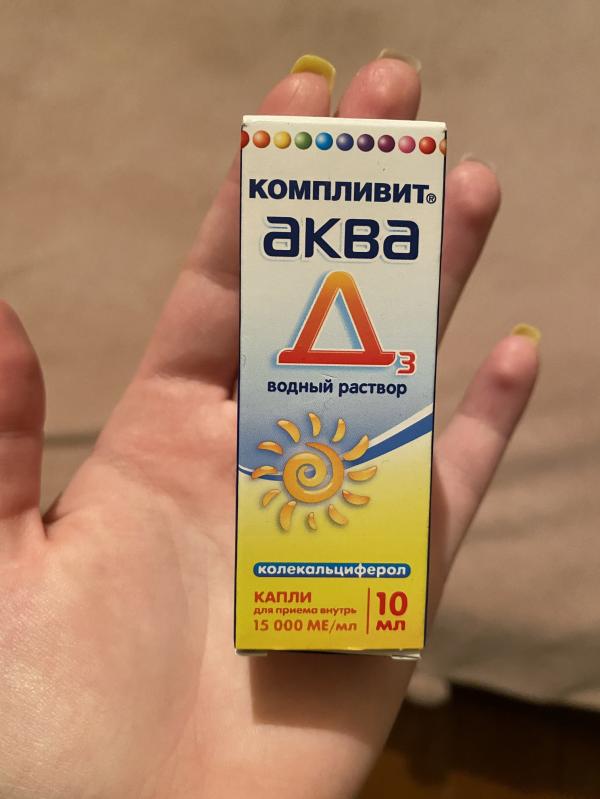 КОМПЛИВИТ®
аква
Д3
водный раствор
колекальциферол
КАПЛИ
для приема внутрь
15 000 МЕ/мл
10
мл